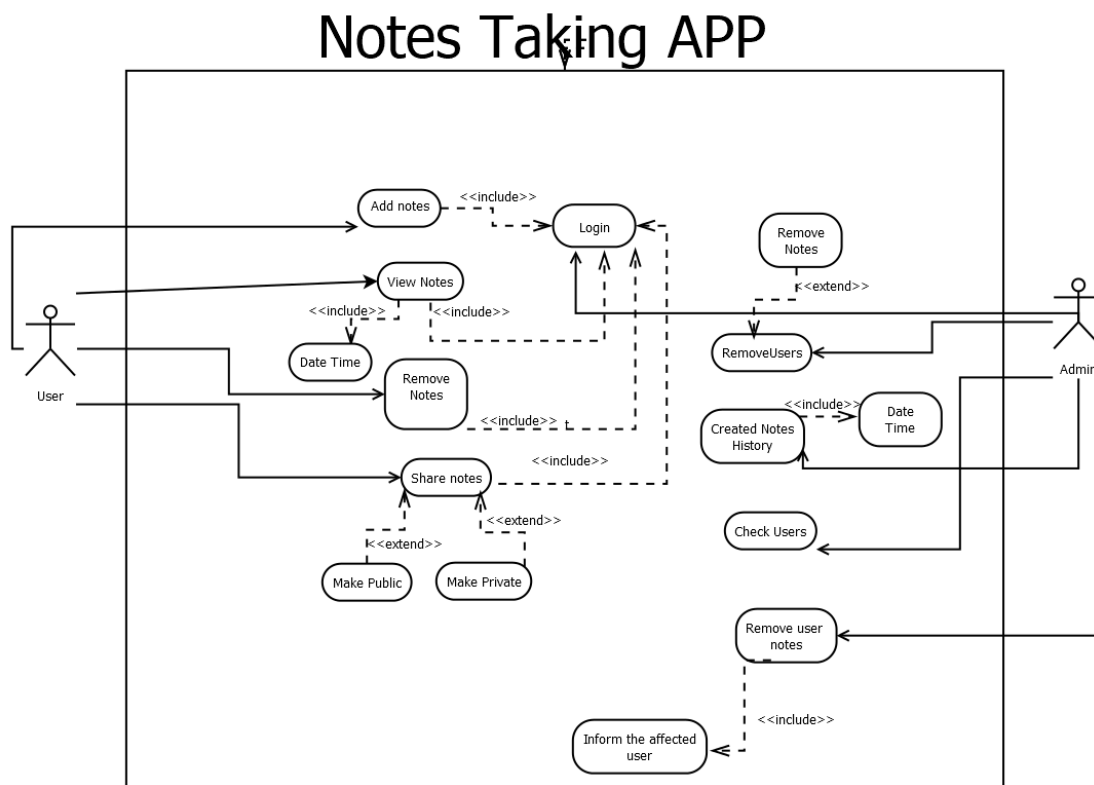 Notes Taking APP
<<include>>
Add notes
Login
Remove
Notes
View Notes
<<extend>>
<<include>>
<<include>>
Date Time
RemoveUsers
User
Admin
Remove
Notes
<<include>>
Date
Time
<<include>>
Created Notes
History
<<include>>
Share notes
<<extend>>
<<extend>>
Check Users
Make Public
Make Private
Remove user
notes
<<include>>
Inform the affected
user